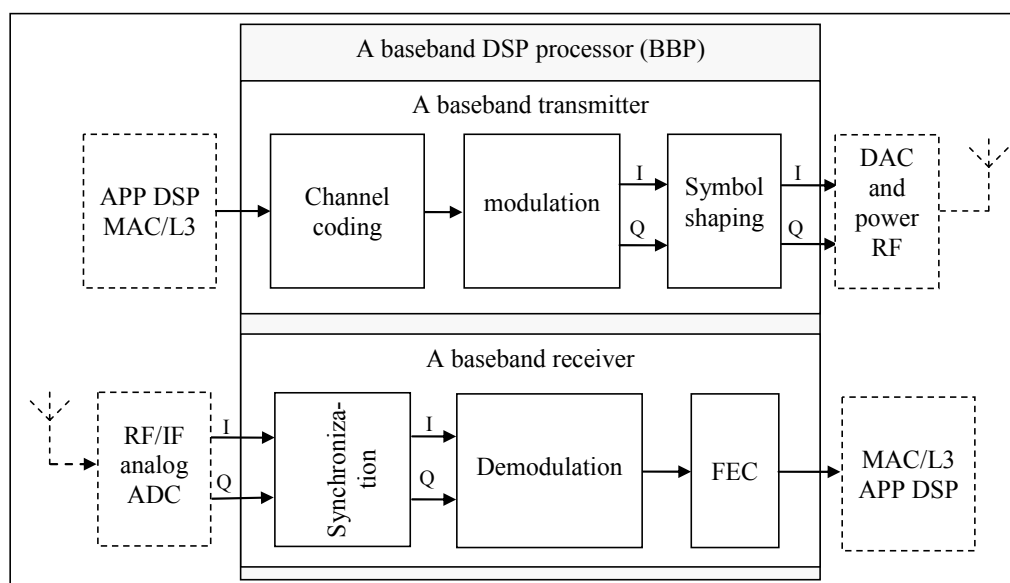 A baseband DSP processor (BBP)
A baseband transmitter
APP DSP
MAC/L3
Channel
coding
modulation
I
Q
Symbol
shaping
I
Q
DAC
and
power
RF
A baseband receiver
RF/IF
analog
ADC
I
Q
Synchroniza-
tion
I
Q
Demodulation
FEC
MAC/L3
APP DSP